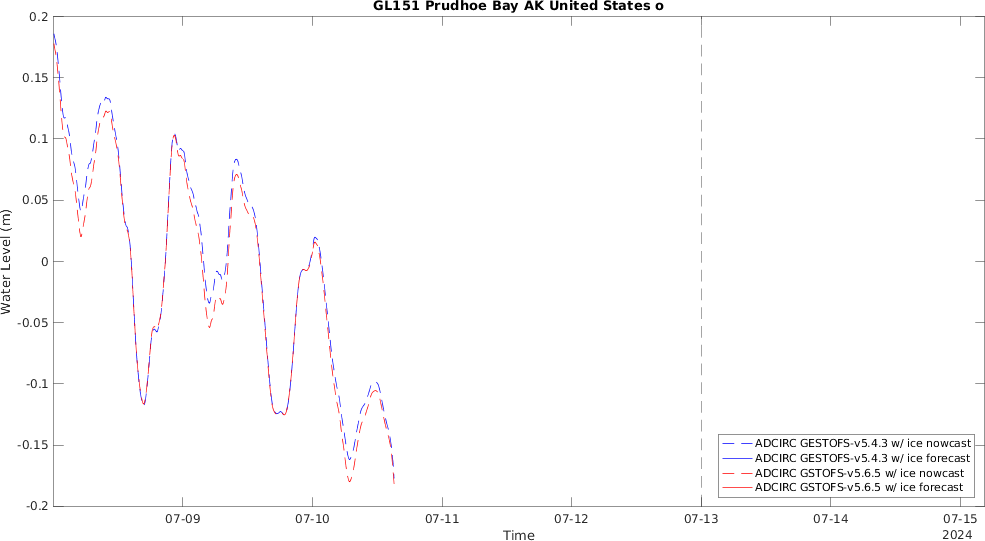 GL151 Prudhoe Bay AK United States o
0.2
0.15
0.1
0.05
0
-0.05
-0.1
-0.15
-0.2
Water Level (m)
ADCIRC GESTOFS-v5.4.3 w/ ice nowcast
ADCIRC GESTOFS-v5.4.3 w/ ice forecast
ADCIRC GSTOFS-v5.6.5 w/ ice nowcast
ADCIRC GSTOFS-v5.6.5 w/ ice forecast
07-09 07-10 07-11 07-12 07-13 07-14 07-15
Time
2024